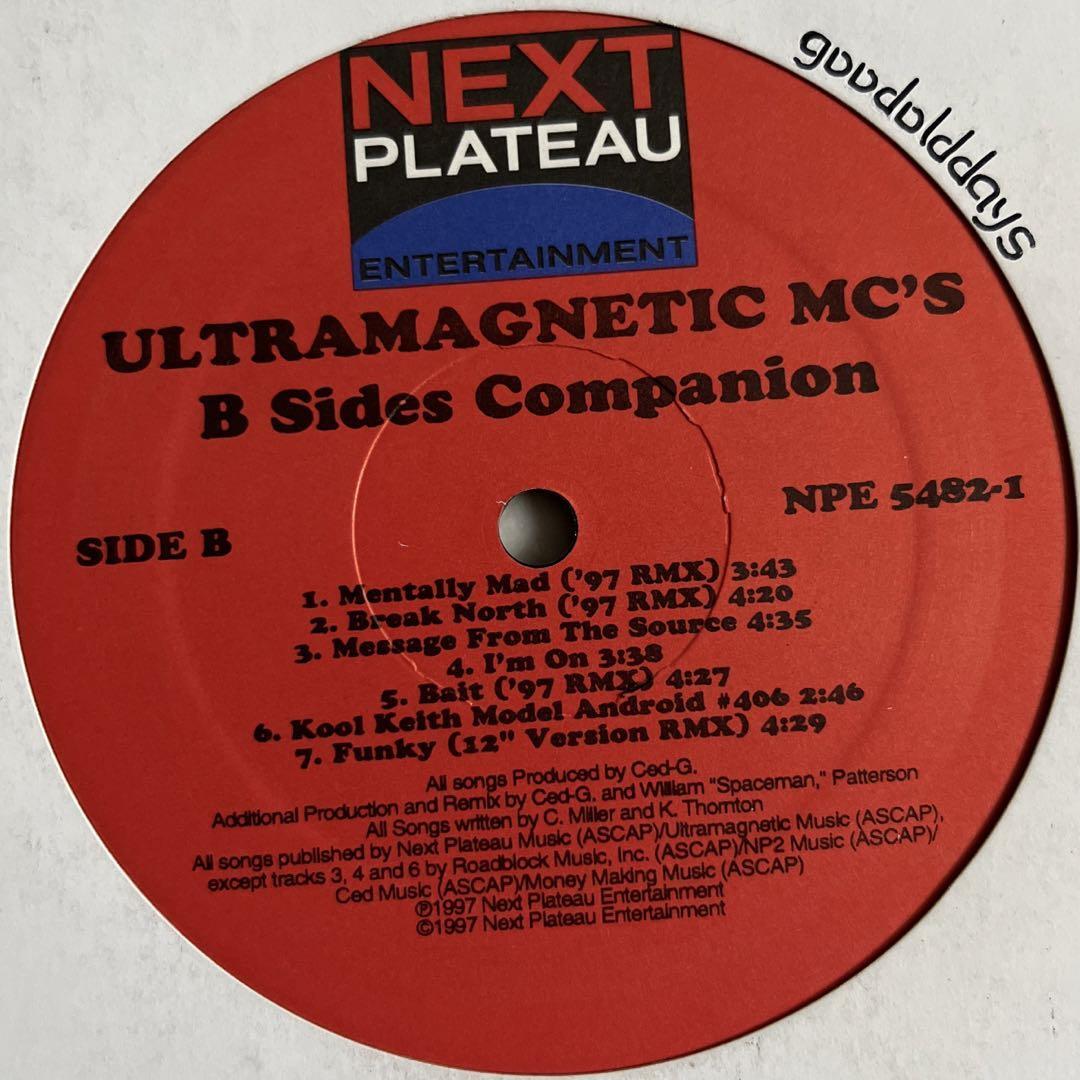 NEXT
PLATEAU
ENTERTAINMENT
goodolddays
ULTRAMAGNETIC MC'S
B Sides Companion
NPE 5482-1
SIDE B
1. Mentally Mad ('97 RMX) 3:43
2. Break North ('97 RMX) 4:20
3. Message From The Source 4:35
4. I'm On 3:38
5. Bait ('97 RMX) 4:27
6. Kool Keith Model Android #406 2:46
7. Funky (12" Version RMX) 4:29
All songs Produced by Ced-G.
Additional Production and Remix by Ced-G. and William "Spaceman," Patterson
All Songs written by C. Miller and K. Thornton
All songs published by Next Plateau Music (ASCAP)/Ultramagnetic Music (ASCAP),
except tracks 3, 4 and 6 by Roadblock Music, Inc. (ASCAP)/NP2 Music (ASCAP)/
Ced Music (ASCAP)/Money Making Music (ASCAP)
℗1997 Next Plateau Entertainment
©1997 Next Plateau Entertainment